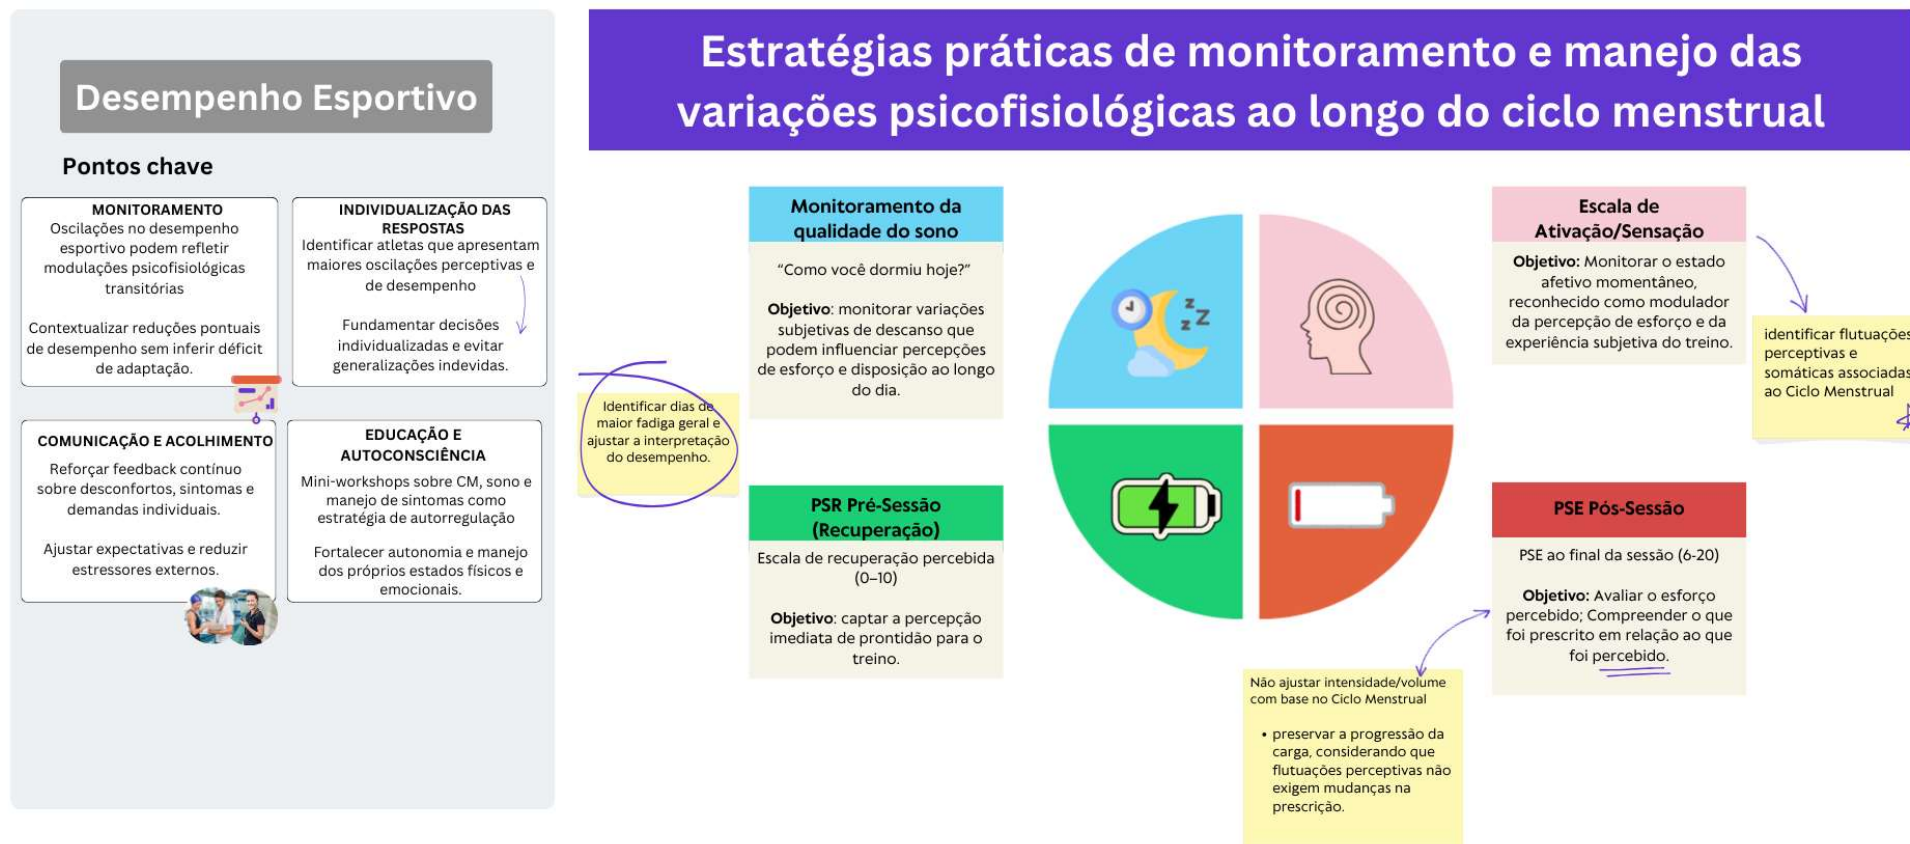 Desempenho Esportivo
Pontos chave
MONITORAMENTO
Oscilações no desempenho
esportivo podem refletir
modulações psicofisiológicas
transitórias
Contextualizar reduções pontuais
de desempenho sem inferir déficit
de adaptação.
INDIVIDUALIZAÇÃO DAS
RESPOSTAS
Identificar atletas que apresentam
maiores oscilações perceptivas e
de desempenho
Fundamentar decisões
individualizadas e evitar
generalizações indevidas.
COMUNICAÇÃO E ACOLHIMENTO
Reforçar feedback contínuo
sobre desconfortos, sintomas e
demandas individuais.
Ajustar expectativas e reduzir
estressores externos.
EDUCAÇÃO E
AUTOCONSCIÊNCIA
Mini-workshops sobre CM, sono e
manejo de sintomas como
estratégia de autorregulação
Fortalecer autonomia e manejo
dos próprios estados físicos e
emocionais.
Estratégias práticas de monitoramento e manejo das
variações psicofisiológicas ao longo do ciclo menstrual
Monitoramento da
qualidade do sono
“Como você dormiu hoje?”
Objetivo: monitorar variações
subjetivas de descanso que
podem influenciar percepções
de esforço e disposição ao longo
do dia.
Identificar dias de
maior fadiga geral e
ajustar a interpretação
do desempenho.
PSR Pré-Sessão
(Recuperação)
Escala de recuperação percebida
(0–10)
Objetivo: captar a percepção
imediata de prontidão para o
treino.
z
z Z
Escala de
Ativação/Sensação
Objetivo: Monitorar o estado
afetivo momentâneo,
reconhecido como modulador
da percepção de esforço e da
experiência subjetiva do treino.
identificar flutuações
perceptivas e
somáticas associadas
ao Ciclo Menstrual
PSE Pós-Sessão
PSE ao final da sessão (6-20)
Objetivo: Avaliar o esforço
percebido; Compreender o que
foi prescrito em relação ao que
foi percebido.
Não ajustar intensidade/volume
com base no Ciclo Menstrual
• preservar a progressão da
carga, considerando que
flutuações perceptivas não
exigem mudanças na
prescrição.